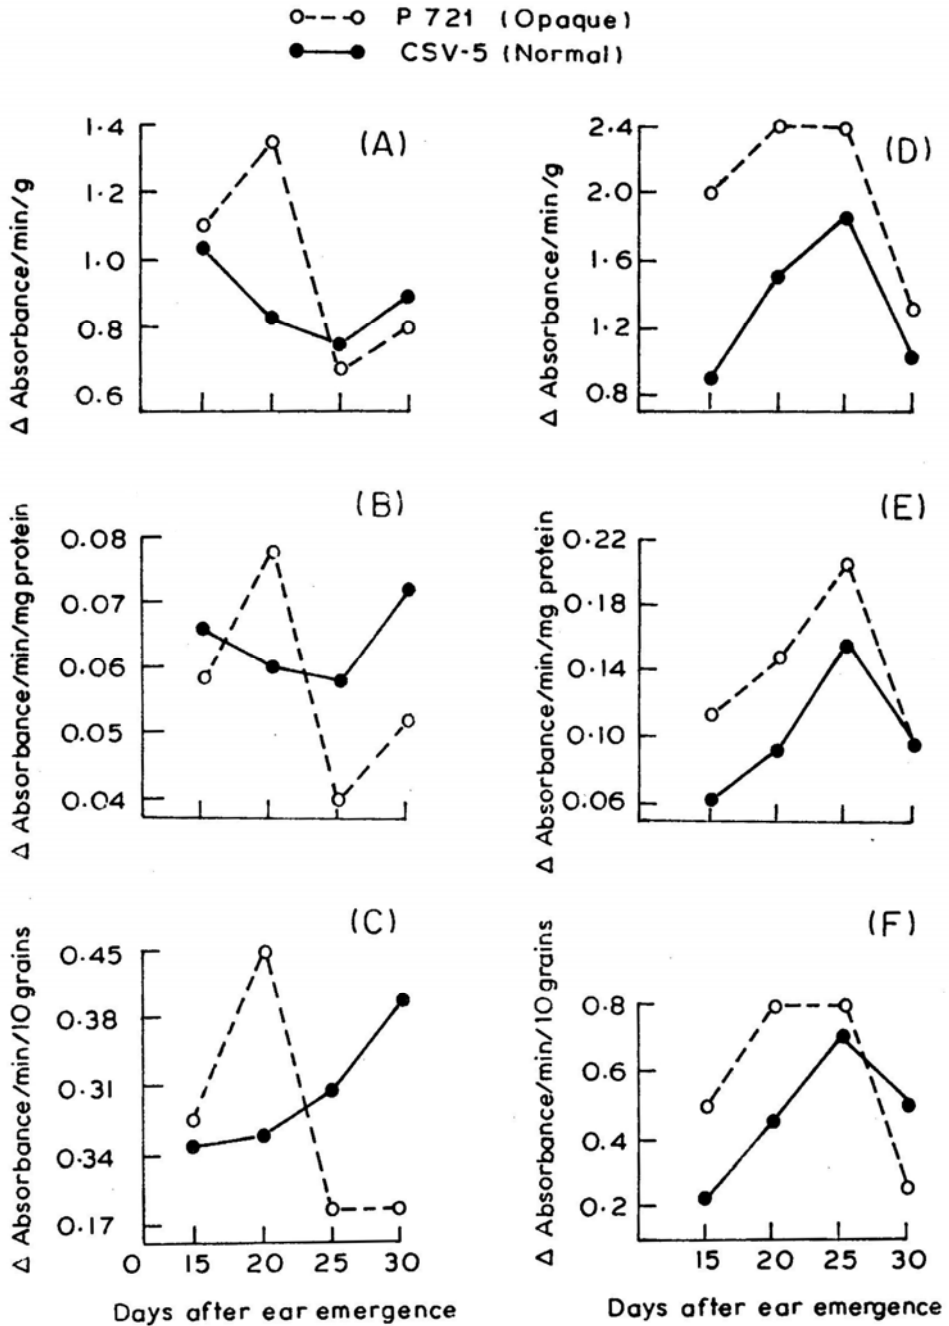 P 721 (Opaque)
CSV-5 (Normal)
(A)
Δ Absorbance/min/g
1.4
1.2
1.0
0.8
0.6
(D)
Δ Absorbance/min/g
2.4
2.0
1.6
1.2
0.8
(B)
Δ Absorbance/min/mg protein
0.08
0.07
0.06
0.05
0.04
(E)
Δ Absorbance/min/mg protein
0.22
0.18
0.14
0.10
0.06
(C)
Δ Absorbance/min/10 grains
0.45
0.38
0.31
0.34
0.17
0 15 20 25 30
Days after ear emergence
(F)
Δ Absorbance/min/10 grains
0.8
0.6
0.4
0.2
15 20 25 30
Days after ear emergence